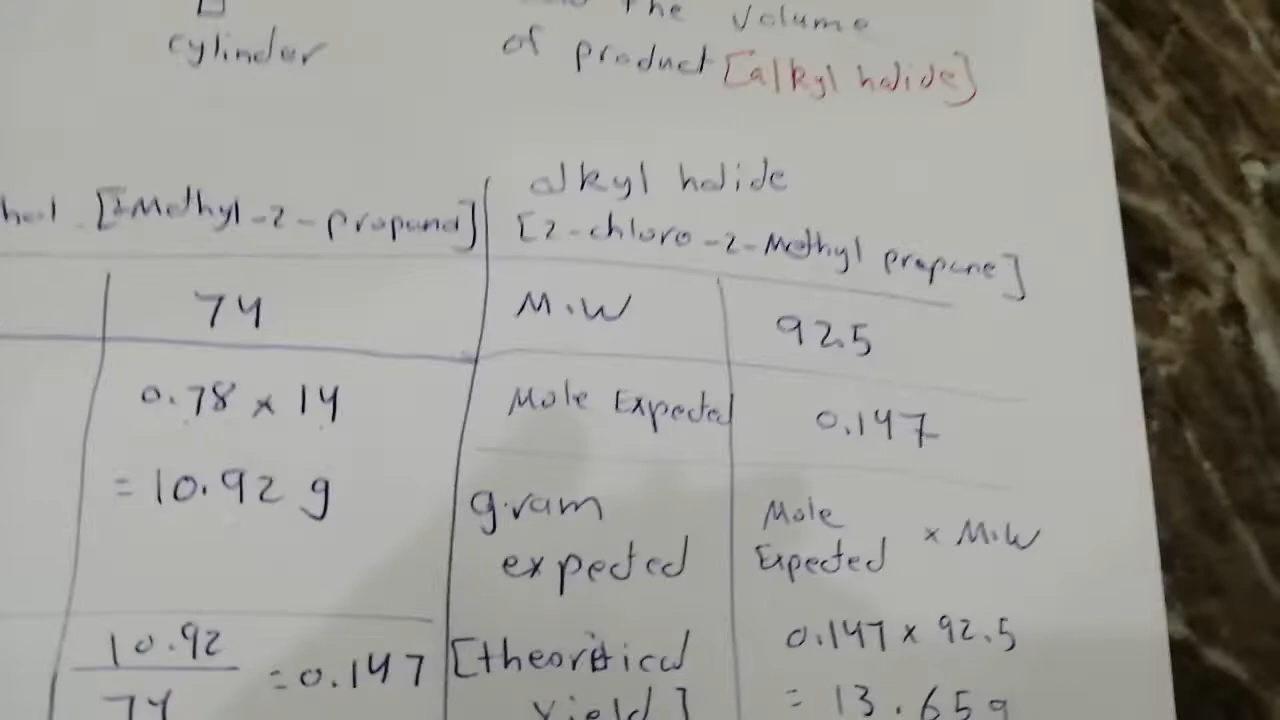 the volume
cylinder
of product [alkyl halide]
alkyl halide
[2-Methyl-2-propanol]
[2-chloro-2-Methyl propane]
74
M.W
92.5
0.78 x 14
Mole Expected
0.147
= 10.92 g
gram
expected
Mole
Expected x M.W
10.92
74
=0.147
[theoritical
yield]
0.147 x 92.5
= 13.65g